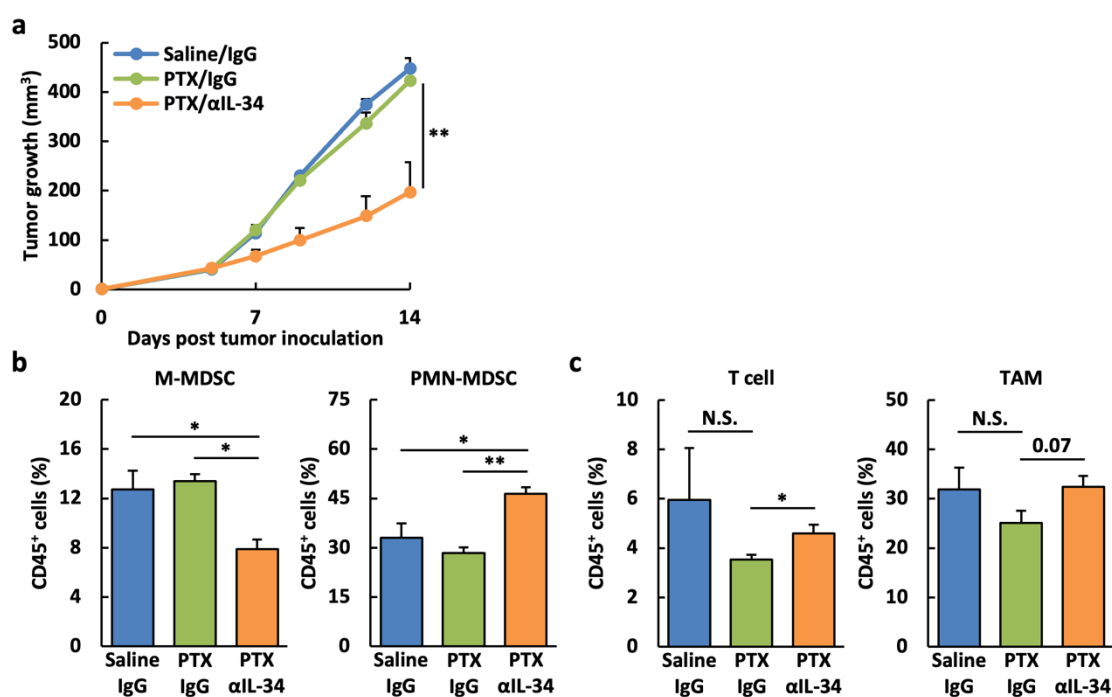 a
Tumor growth (mm³)
500
400
300
200
100
0
Saline/IgG
PTX/IgG
PTX/αIL-34
**
0
7
14
Days post tumor inoculation
b
M-MDSC
CD45⁺ cells (%)
20
16
12
8
4
0
*
*
Saline PTX PTX
IgG IgG αIL-34
PMN-MDSC
CD45⁺ cells (%)
75
60
45
30
15
0
*
**
Saline PTX PTX
IgG IgG αIL-34
c
T cell
CD45⁺ cells (%)
10
8
6
4
2
0
N.S.
*
Saline PTX PTX
IgG IgG αIL-34
TAM
CD45⁺ cells (%)
50
40
30
20
10
0
N.S.
0.07
Saline PTX PTX
IgG IgG αIL-34